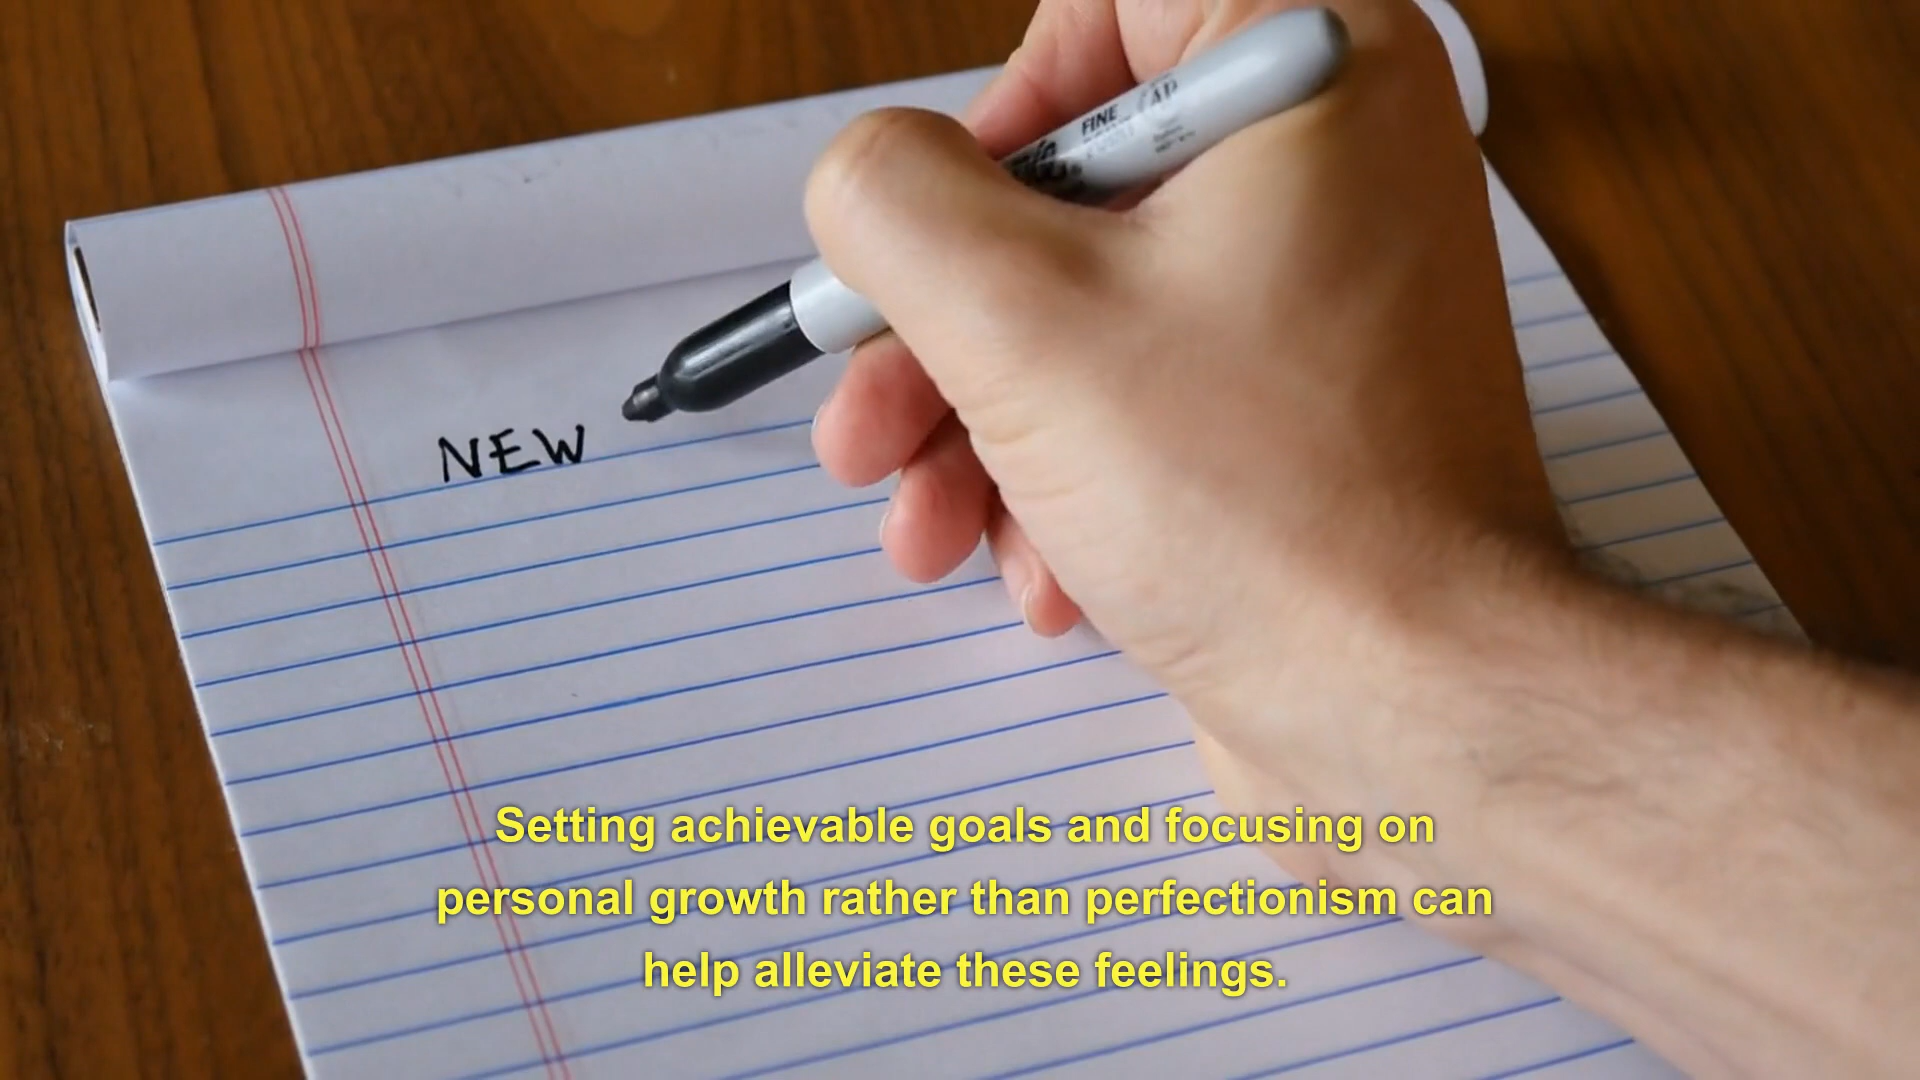 FINE
NEW
Setting achievable goals and focusing on
personal growth rather than perfectionism can
help alleviate these feelings.